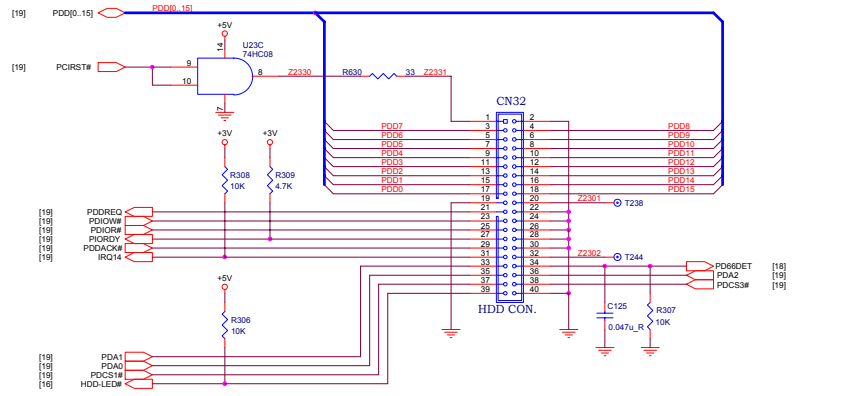 [19] PDD[0..15] PDD[0..15]
+5V
U23C
74HC08
14
[19] PCIRST# 9 8 Z2330 R630 33 Z2331
10
7
CN32
1 2
PDD7 3 4 PDD8
PDD6 5 6 PDD9
PDD5 7 8 PDD10
PDD4 9 10 PDD11
PDD3 11 12 PDD12
PDD2 13 14 PDD13
PDD1 15 16 PDD14
PDD0 17 18 PDD15
+3V +3V
R308 R309
10K 4.7K
19 20 Z2301 T238
[19] PDDREQ 21 22
[19] PDIOW# 23 24
[19] PDIOR# 25 26
[19] PIORDY 27 28
[19] PDDACK# 29 30
[19] IRQ14 31 32 Z2302 T244
33 34 PD66DET [18]
35 36 PDA2 [19]
37 38 PDCS3# [19]
39 40
HDD CON.
+5V
R306
10K
C125
0.047u_R
R307
10K
[19] PDA1
[19] PDA0
[19] PDCS1#
[16] HDD-LED#